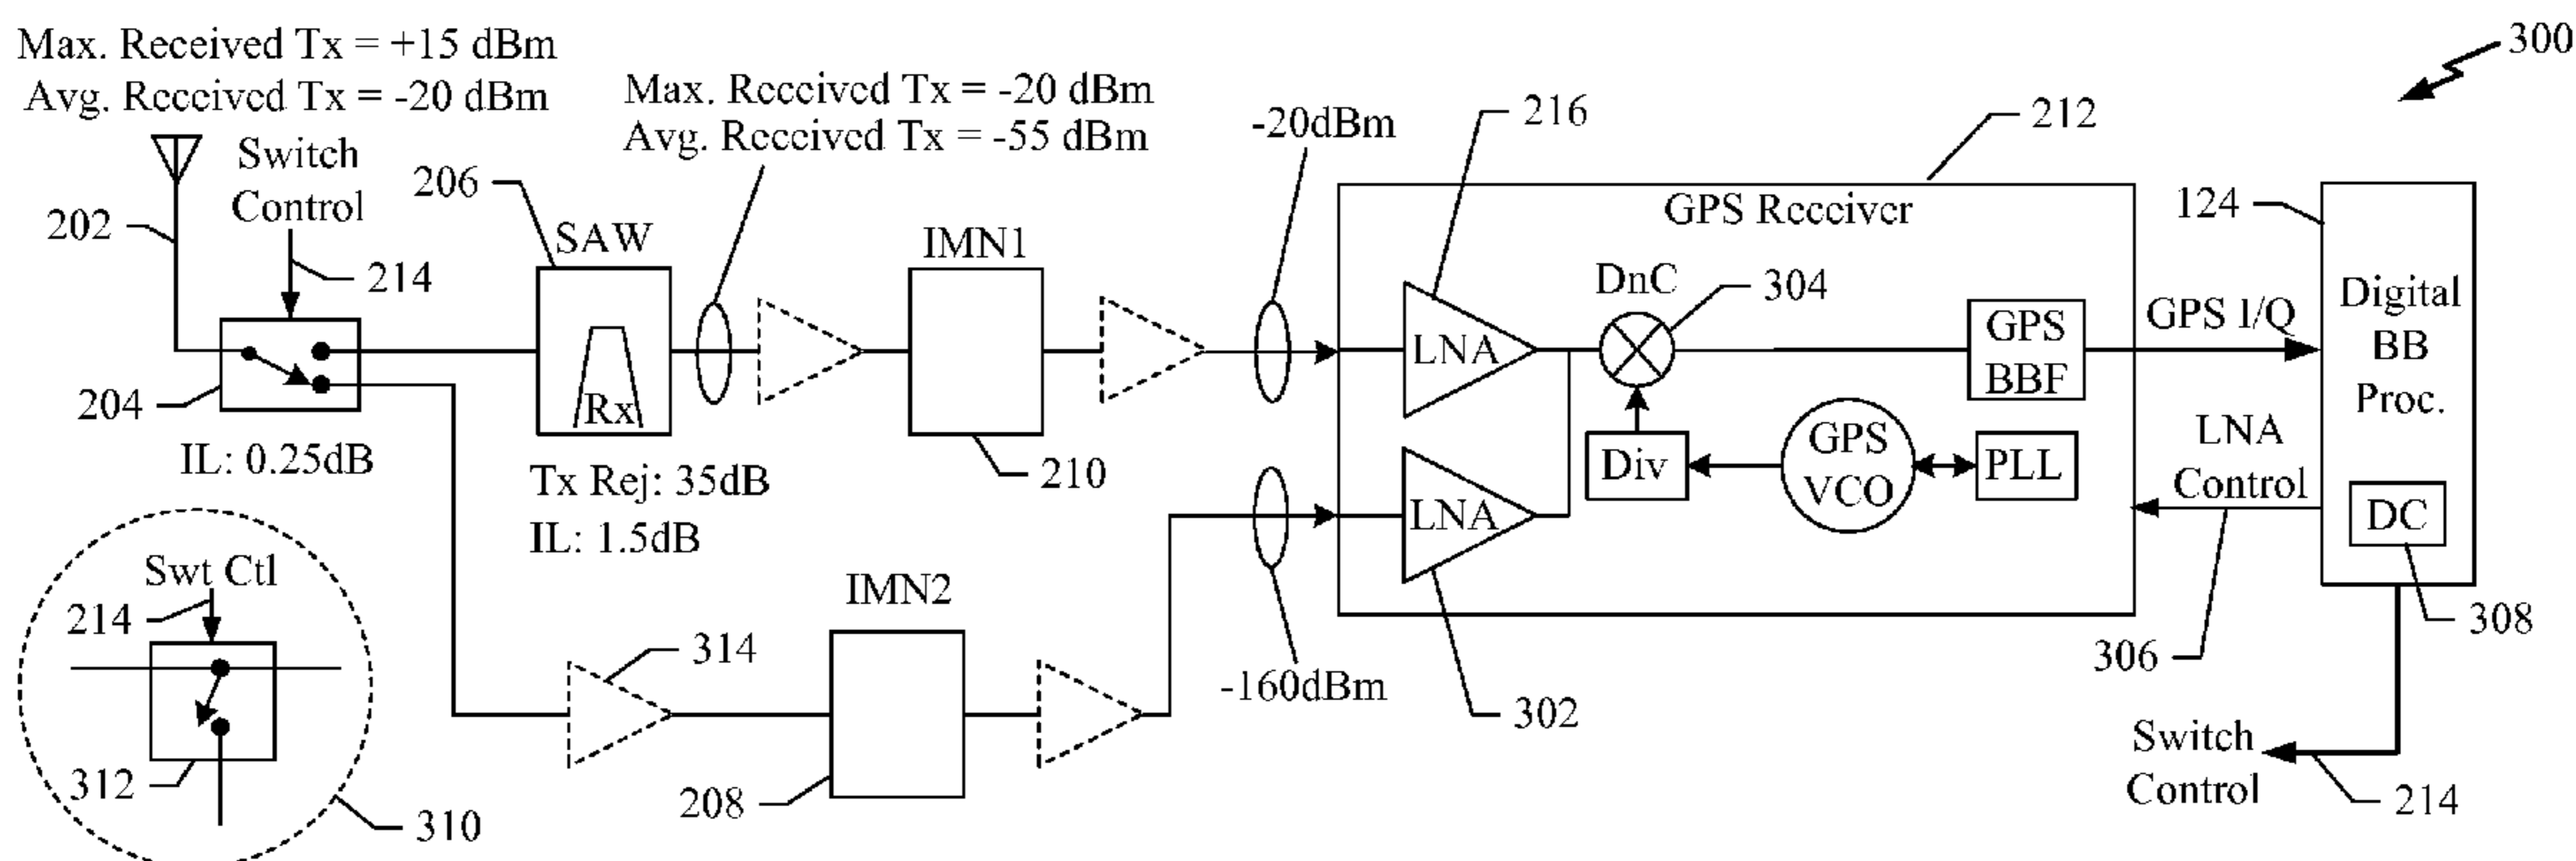 Max. Received Tx = +15 dBm
Avg. Received Tx = -20 dBm
Max. Received Tx = -20 dBm
Avg. Received Tx = -55 dBm
300
-20dBm
216
212
Switch
Control
206
202
214
SAW
IMN1
GPS Receiver
124
DnC
304
Digital
BB
Proc.
GPS I/Q
LNA
GPS
BBF
Rx
204
IL: 0.25dB
Tx Rej: 35dB
IL: 1.5dB
210
LNA
Div
GPS
VCO
PLL
LNA
Control
DC
Swt Ctl
214
IMN2
314
-160dBm
302
306
308
312
310
208
Switch
Control
214